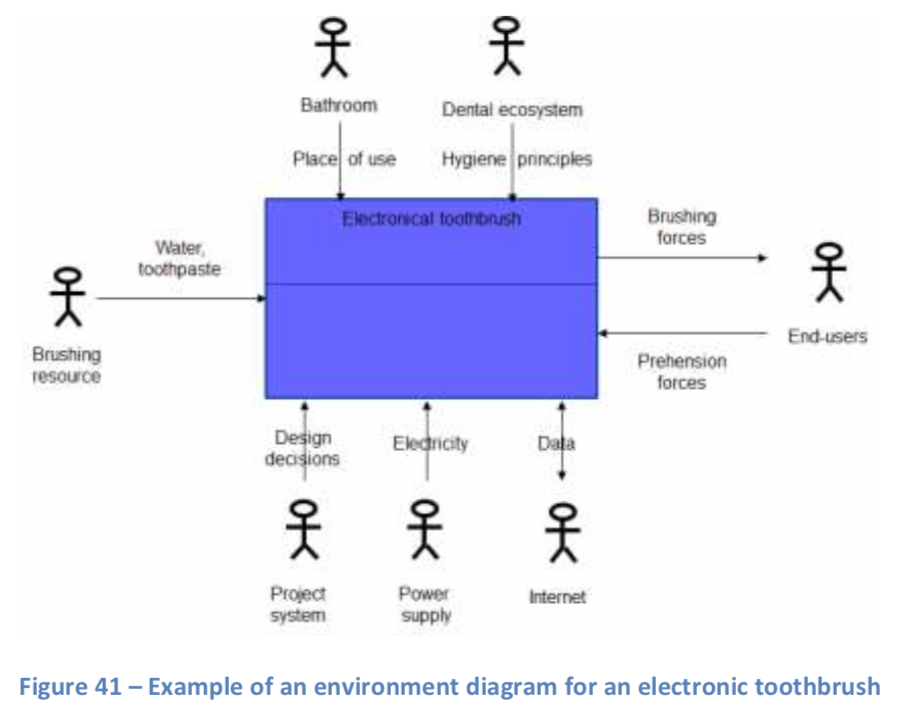 Bathroom
Dental ecosystem
Place of use
Hygiene principles
Electronical toothbrush
Brushing
forces
Water,
toothpaste
End-users
Brushing
resource
Prehension
forces
Design
decisions
Electricity
Data
Project
system
Power
supply
Internet
Figure 41 – Example of an environment diagram for an electronic toothbrush